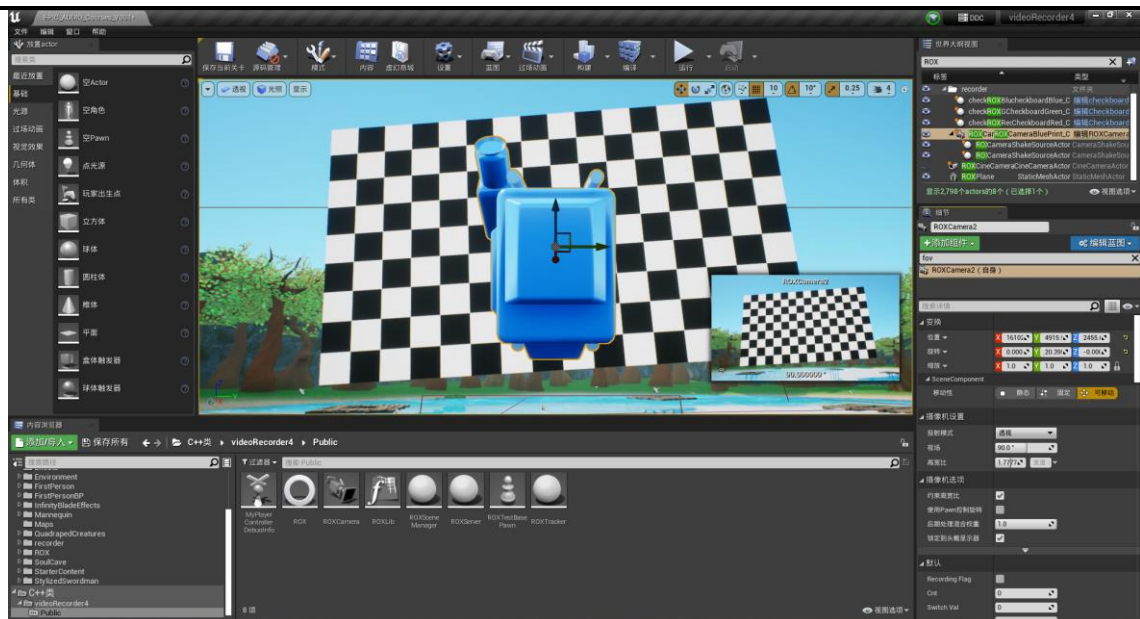 DDC
videoRecorder4
文件 编辑 窗口 帮助
放置actor
搜索类
最近放置
基础
光源
过场动画
视觉效果
几何体
体积
所有类
空Actor
空角色
空Pawn
点光源
玩家出生点
立方体
球体
圆柱体
椎体
平面
盒体触发器
球体触发器
保存当前关卡
源码管理
模式
内容
虚幻商城
设置
蓝图
过场动画
构建
编译
运行
启动
透视
光照
显示
10
10°
0.25
4
ROXCamera2
90.000000 °
世界大纲视图
ROX
标签
类型
recorder 文件夹
checkROXBlucheckboardBlue_C 编辑checkboard
checkROXGCheckboardGreen_C 编辑Checkboard
checkROXRecCheckboardRed_C 编辑Checkboard
ROXCameraBluePrint_C 编辑ROXCamera
ROXCameraShakeSourceActor CameraShakeSou
ROXCameraShakeSourceActor CameraShakeSou
ROXCineCameraCineCameraActor CineCameraActor
ROXPlane StaticMeshActor StaticMeshActor
显示2,798个actors的8个（已选择1个）
视图选项
细节
ROXCamera2
添加组件
编辑蓝图
fov
ROXCamera2（自身）
搜索详情
变换
位置
旋转
缩放 X 1.0 Y 1.0 Z 1.0
SceneComponent
移动性 静态 固定 可移动
摄像机设置
投射模式 透视
视场 90.0 °
高宽比
摄像机选项
约束高宽比
使用Pawn控制旋转
后期处理混合权重 1.0
锁定到头戴显示器
默认
Recording Flag
Cnt 0
Switch Val 0
内容浏览器
添加/导入
保存所有
C++类
videoRecorder4
Public
搜索路径
过滤器
搜索 Public
Environment
FirstPerson
FirstPersonBP
InfinityBladeEffects
Mannequin
Maps
QuadrapedCreatures
recorder
ROX
SoulCave
StarterContent
StylizedSwordman
C++类
videoRecorder4
Public
MyPlayer
Controller
DebugInfo
ROX
ROXCamera
ROXLib
ROXScene
Manager
ROXServer
ROXTestBase
Pawn
ROXTracker
8 项
视图选项